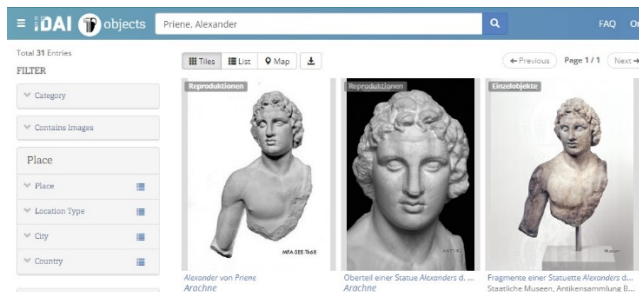 iDAI objects
Priene, Alexander
FAQ
Total 31 Entries
FILTER
Category
Contains Images
Place
Place
Location Type
City
Country
Tiles
List
Map
Previous
Page 1 / 1
Next
Reproduktionen
Reproduktionen
Einzelobjekte
Alexander von Priene
Arachne
Oberteil einer Statue Alexanders d. ...
Arachne
Fragmente einer Statuette Alexanders d...
Staatliche Museen, Antikensammlung B...